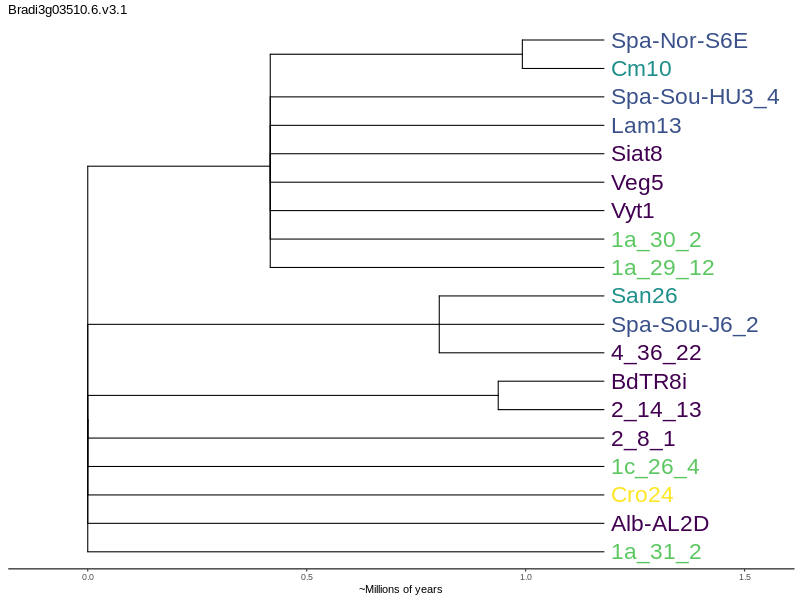 Bradi3g03510.6.v3.1
Spa-Nor-S6E
Cm10
Spa-Sou-HU3_4
Lam13
Siat8
Veg5
Vyt1
1a_30_2
1a_29_12
San26
Spa-Sou-J6_2
4_36_22
BdTR8i
2_14_13
2_8_1
1c_26_4
Cro24
Alb-AL2D
1a_31_2
0.0 0.5 1.0 1.5
~Millions of years